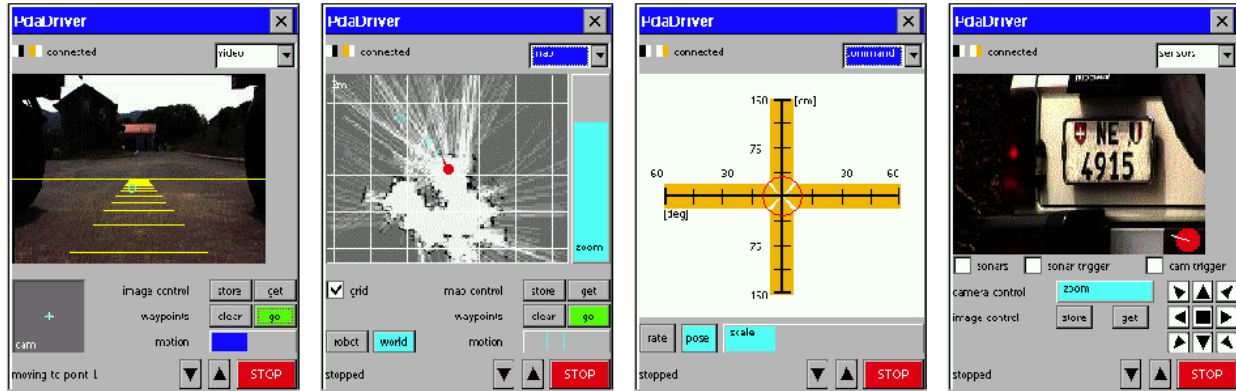 PdaDriver
connected
video
image control
store
get
waypoints
clear
go
cam
motion
moving to point 1
STOP
PdaDriver
connected
map
2m
zoom
grid
map control
store
get
waypoints
clear
go
robot
world
motion
stopped
STOP
PdaDriver
connected
command
150
[cm]
75
60
30
30
60
[deg]
75
150
rate
pose
scale
stopped
STOP
PdaDriver
connected
sensors
NE U
4915
sonars
sonar trigger
cam trigger
camera control
zoom
image control
store
get
stopped
STOP